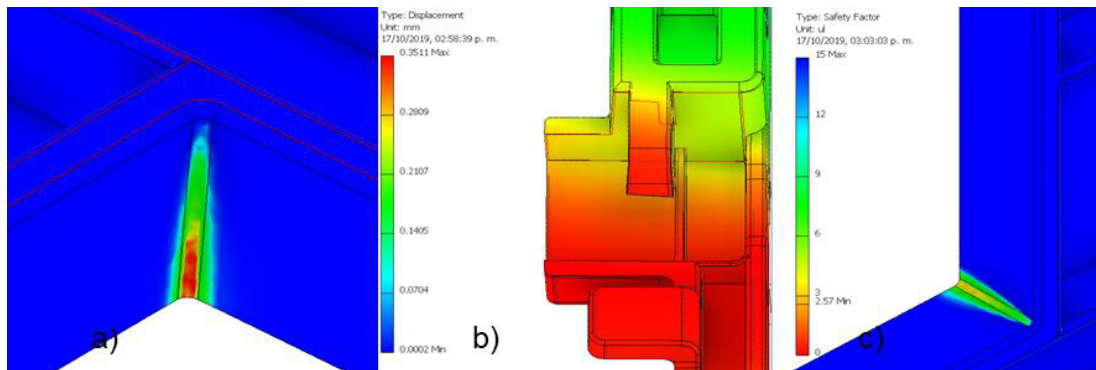 Type: Displacement
Unit: mm
17/10/2019, 02:58:39 p. m.
0.3511 Max
0.2809
0.2107
0.1405
0.0704
0.0002 Min
Type: Safety Factor
Unit: ul
17/10/2019, 03:03:03 p. m.
15 Max
12
9
6
3
2.57 Min
0
a)
b)
c)